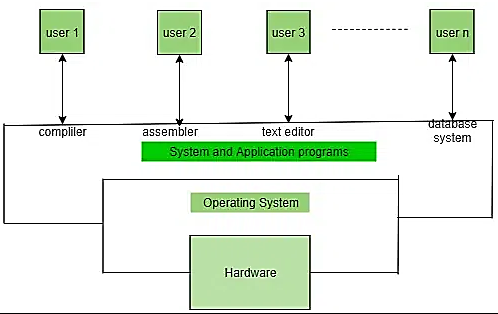 user 1
user 2
user 3
user n
compliler
assembler
text editor
database
system
System and Application programs
Operating System
Hardware